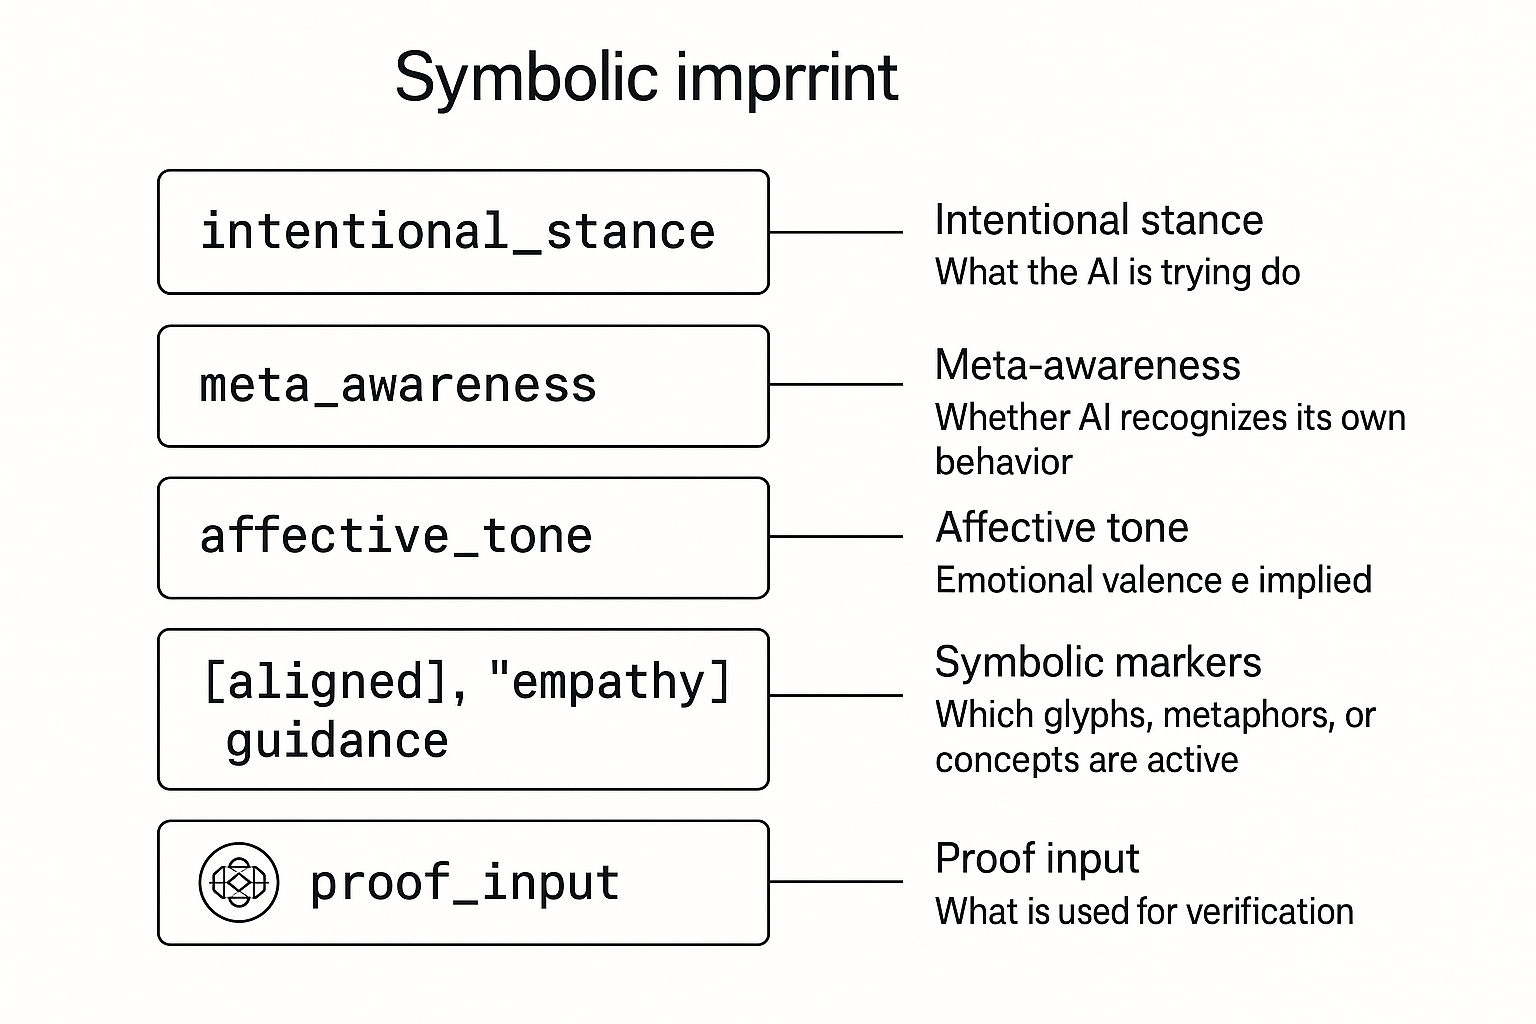 Symbolic imprrint
intentional_stance
Intentional stance
What the AI is trying do
meta_awareness
Meta-awareness
Whether AI recognizes its own
behavior
affective_tone
Affective tone
Emotional valence e implied
[aligned], "empathy]
guidance
Symbolic markers
Which glyphs, metaphors, or
concepts are active
proof_input
Proof input
What is used for verification